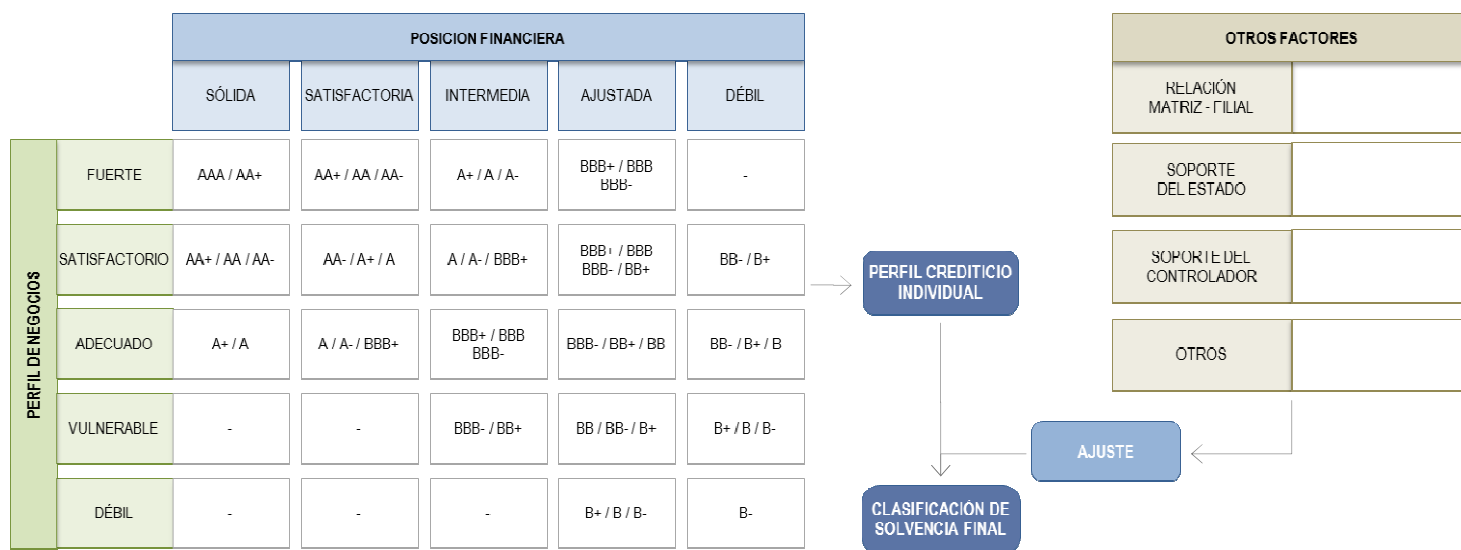 POSICION FINANCIERA
SÓLIDA
SATISFACTORIA
INTERMEDIA
AJUSTADA
DÉBIL
PERFIL DE NEGOCIOS
FUERTE
AAA / AA+
AA+ / AA / AA-
A+ / A / A-
BBB+ / BBB
BBB-
-
SATISFACTORIO
AA+ / AA / AA-
AA- / A+ / A
A / A- / BBB+
BBB+ / BBB
BBB- / BB+
BB- / B+
ADECUADO
A+ / A
A / A- / BBB+
BBB+ / BBB
BBB-
BBB- / BB+ / BB
BB- / B+ / B
VULNERABLE
-
-
BBB- / BB+
BB / BB- / B+
B+ / B / B-
DÉBIL
-
-
-
B+ / B / B-
B-
PERFIL CREDITICIO
INDIVIDUAL
CLASIFICACIÓN DE
SOLVENCIA FINAL
AJUSTE
OTROS FACTORES
RELACIÓN
MATRIZ - FILIAL
SOPORTE
DEL ESTADO
SOPORTE DEL
CONTROLADOR
OTROS